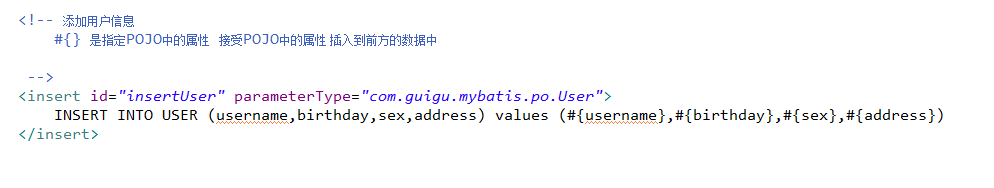 <!-- 添加用户信息
#{} 是指定POJO中的属性 接受POJO中的属性 插入到前方的数据中
-->
<insert id="insertUser" parameterType="com.guigu.mybatis.po.User">
INSERT INTO USER (username,birthday,sex,address) values (#{username},#{birthday},#{sex},#{address})
</insert>